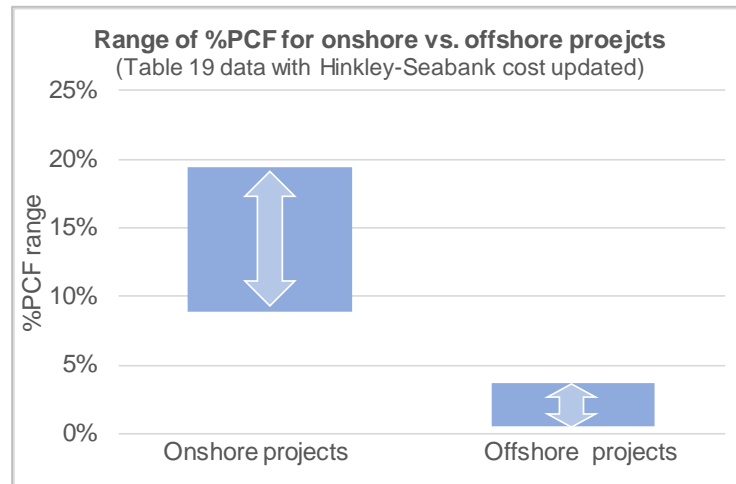 Range of %PCF for onshore vs. offshore proejcts
(Table 19 data with Hinkley-Seabank cost updated)
25%
20%
15%
10%
5%
0%
%PCF range
Onshore projects
Offshore projects